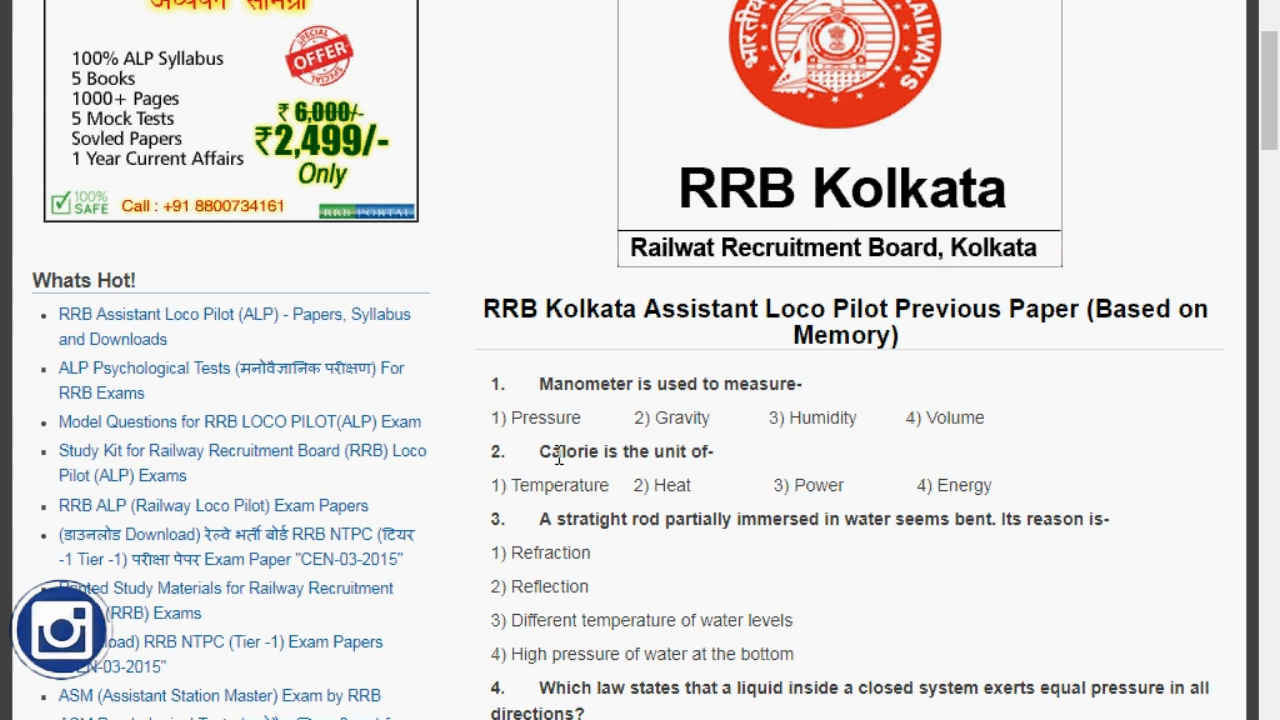 अध्ययन सामग्री
100% ALP Syllabus
5 Books
1000+ Pages
5 Mock Tests
Sovled Papers
1 Year Current Affairs
SPECIAL
OFFER
SPECIAL
₹ 6,000/-
₹2,499/-
Only
100%
SAFE
Call : +91 8800734161
RRB PORTAL
Whats Hot!
RRB Assistant Loco Pilot (ALP) - Papers, Syllabus
and Downloads
ALP Psychological Tests (मनोवैज्ञानिक परीक्षण) For
RRB Exams
Model Questions for RRB LOCO PILOT(ALP) Exam
Study Kit for Railway Recruitment Board (RRB) Loco
Pilot (ALP) Exams
RRB ALP (Railway Loco Pilot) Exam Papers
(डाउनलोड Download) रेल्वे भर्ती बोर्ड RRB NTPC (टियर
-1 Tier -1) परीक्षा पेपर Exam Paper "CEN-03-2015"
Study Materials for Railway Recruitment
(RRB) Exams
RRB NTPC (Tier -1) Exam Papers
-03-2015"
ASM (Assistant Station Master) Exam by RRB
भारतीय
RAILWAYS
RRB Kolkata
Railwat Recruitment Board, Kolkata
RRB Kolkata Assistant Loco Pilot Previous Paper (Based on
Memory)
1. Manometer is used to measure-
1) Pressure 2) Gravity 3) Humidity 4) Volume
2. Calorie is the unit of-
1) Temperature 2) Heat 3) Power 4) Energy
3. A stratight rod partially immersed in water seems bent. Its reason is-
1) Refraction
2) Reflection
3) Different temperature of water levels
4) High pressure of water at the bottom
4. Which law states that a liquid inside a closed system exerts equal pressure in all
directions?